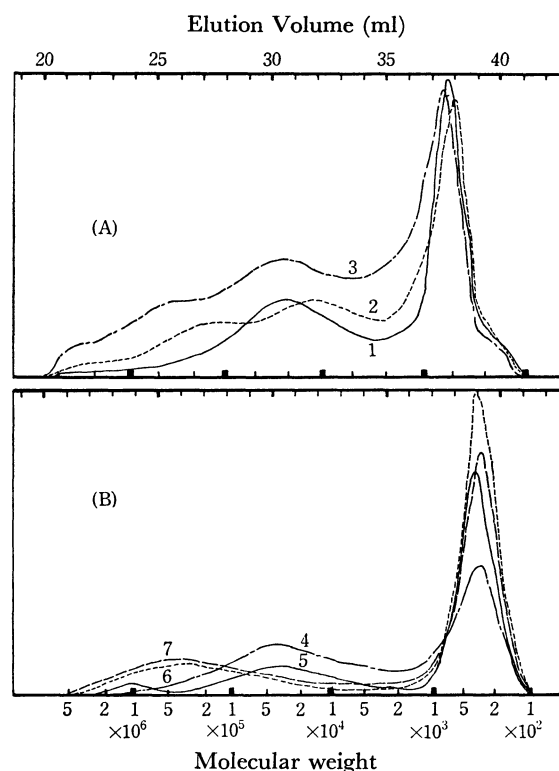 Elution Volume (ml)
20 25 30 35 40
(A)
3
2
1
(B)
7
4
6
5
5 2 1 5 2 1 5 2 1 5 2 1 5 2 1
×10⁶ ×10⁵ ×10⁴ ×10³ ×10²
Molecular weight